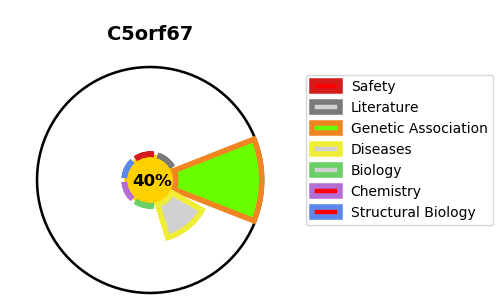 C5orf67
40%
Safety
Literature
Genetic Association
Diseases
Biology
Chemistry
Structural Biology